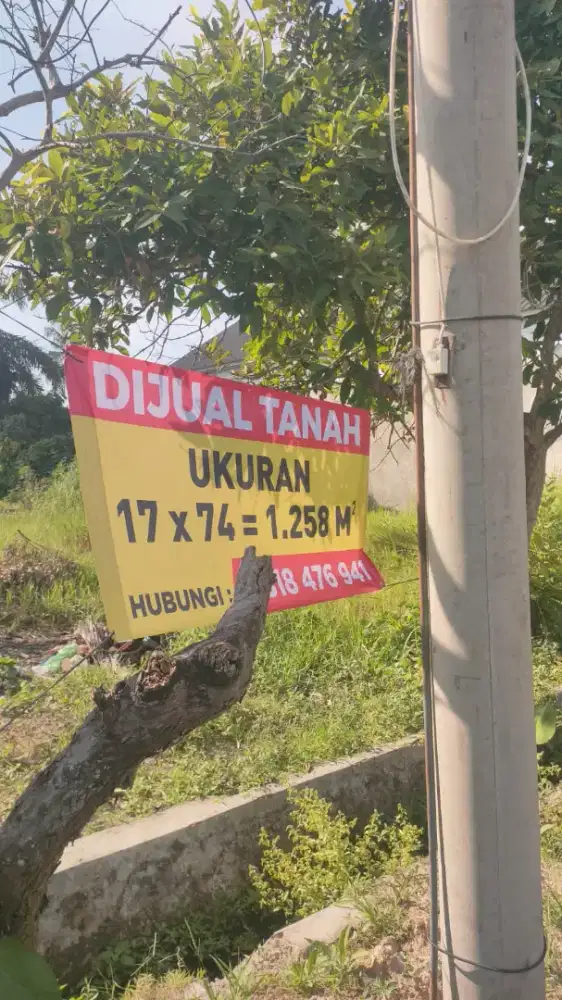 DIJUAL TANAH
UKURAN
17 x 74 = 1.258 M²
HUBUNGI : 18 476 941